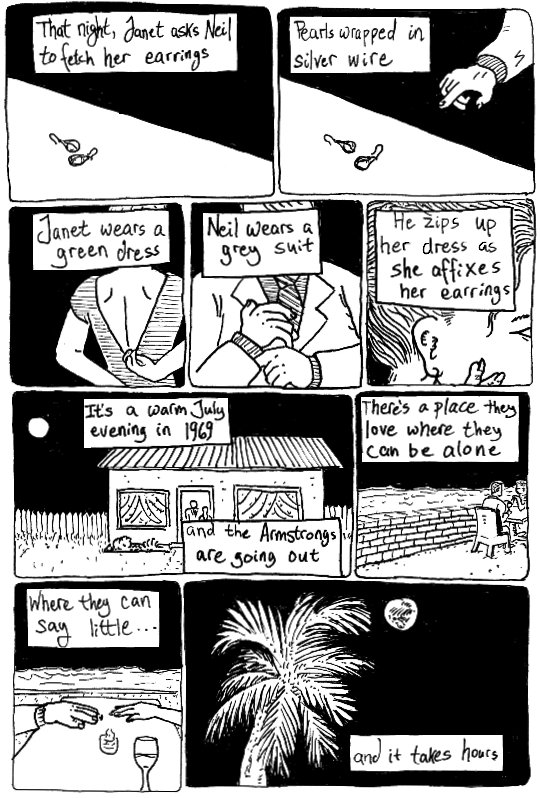 That night, Janet asks Neil
to fetch her earrings
Pearls wrapped in
silver wire
Janet wears a
green dress
Neil wears a
grey suit
He zips up
her dress as
she affixes
her earrings
It's a warm July
evening in 1969
and the Armstrongs
are going out
There's a place they
love where they
can be alone
Where they can
say little...
and it takes hours